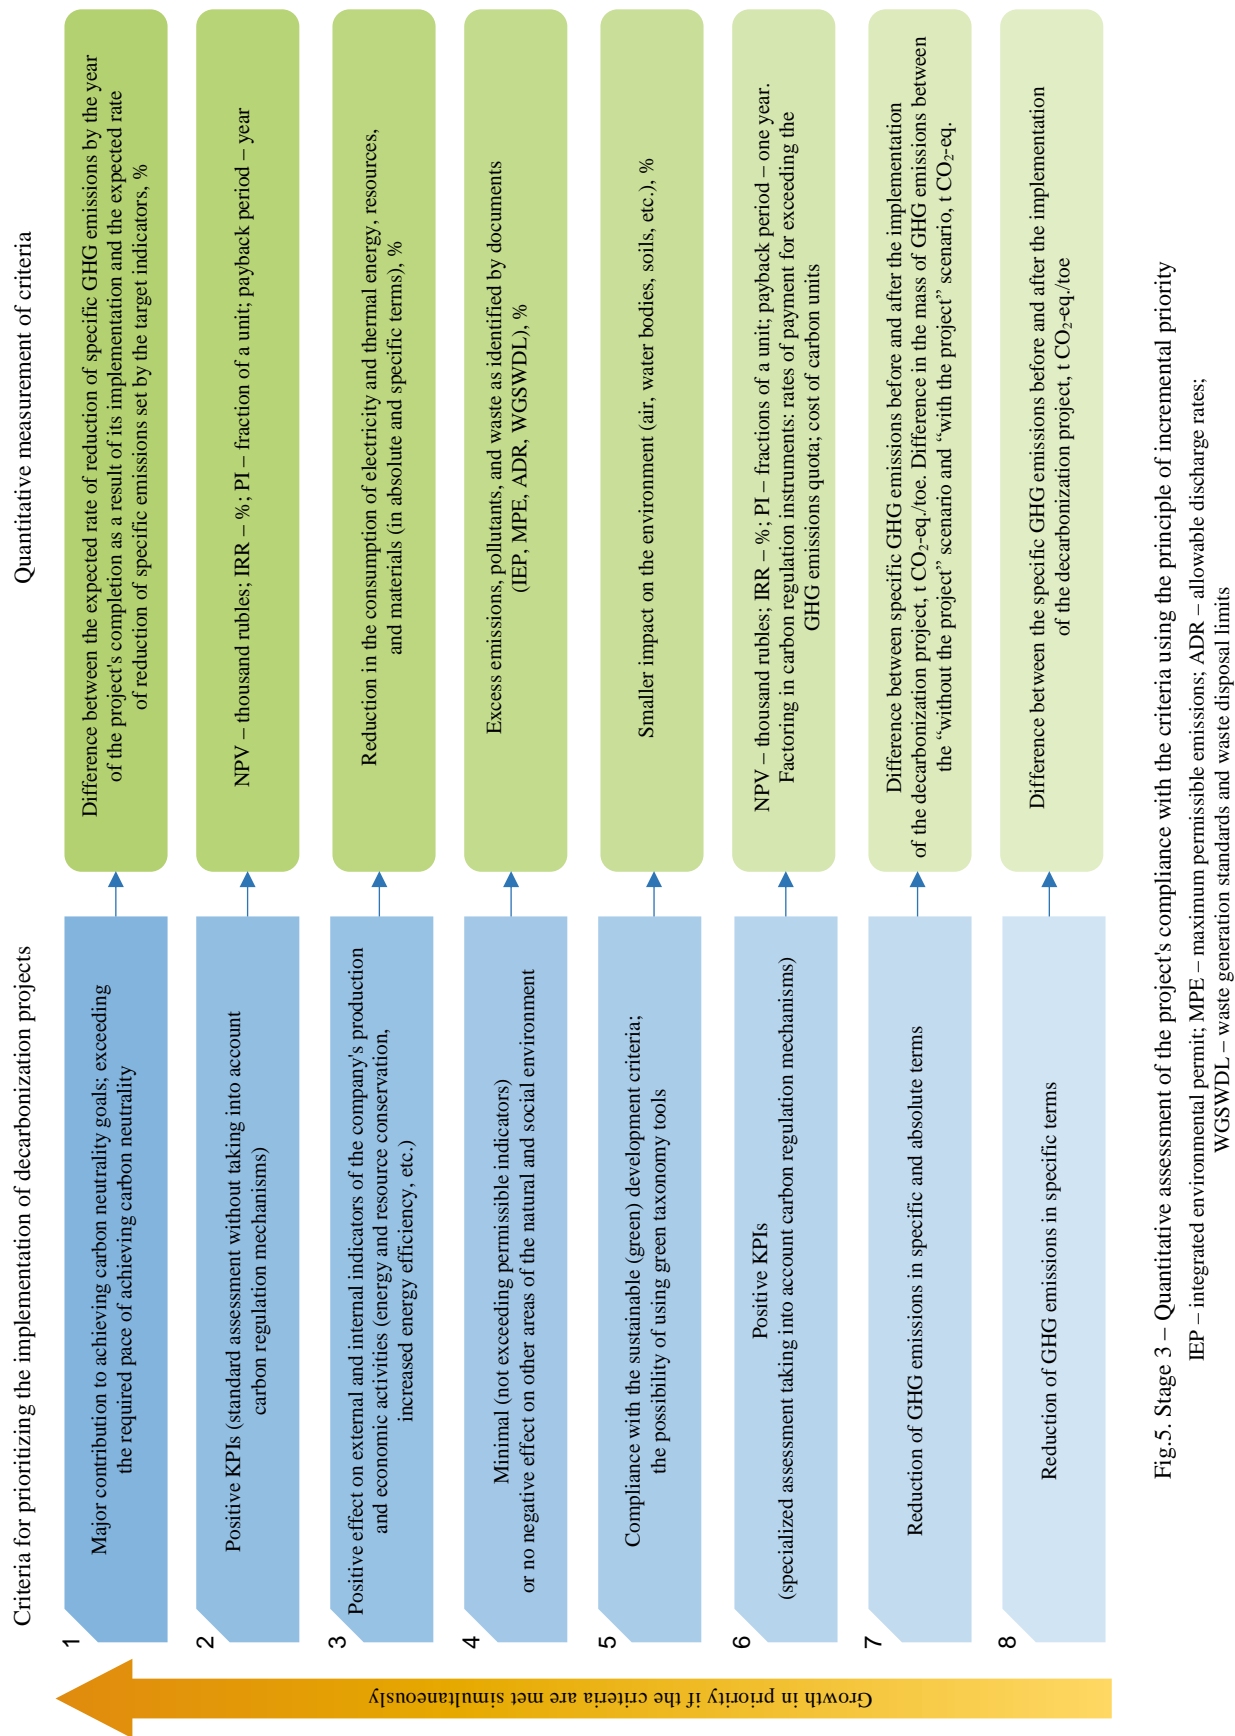 Criteria for prioritizing the implementation of decarbonization projects
Quantitative measurement of criteria
Growth in priority if the criteria are met simultaneously
1
Major contribution to achieving carbon neutrality goals; exceeding
the required pace of achieving carbon neutrality
Difference between the expected rate of reduction of specific GHG emissions by the year
of the project's completion as a result of its implementation and the expected rate
of reduction of specific emissions set by the target indicators, %
2
Positive KPIs (standard assessment without taking into account
carbon regulation mechanisms)
NPV – thousand rubles; IRR – %; PI – fraction of a unit; payback period – year
3
Positive effect on external and internal indicators of the company's production
and economic activities (energy and resource conservation,
increased energy efficiency, etc.)
Reduction in the consumption of electricity and thermal energy, resources,
and materials (in absolute and specific terms), %
4
Minimal (not exceeding permissible indicators)
or no negative effect on other areas of the natural and social environment
Excess emissions, pollutants, and waste as identified by documents
(IEP, MPE, ADR, WGSWDL), %
5
Compliance with the sustainable (green) development criteria;
the possibility of using green taxonomy tools
Smaller impact on the environment (air, water bodies, soils, etc.), %
6
Positive KPIs
(specialized assessment taking into account carbon regulation mechanisms)
NPV – thousand rubles; IRR – %; PI – fractions of a unit; payback period – one year.
Factoring in carbon regulation instruments: rates of payment for exceeding the
GHG emissions quota; cost of carbon units
7
Reduction of GHG emissions in specific and absolute terms
Difference between specific GHG emissions before and after the implementation
of the decarbonization project, t CO₂-eq./toe. Difference in the mass of GHG emissions between
the “without the project” scenario and “with the project” scenario, t CO₂-eq.
8
Reduction of GHG emissions in specific terms
Difference between the specific GHG emissions before and after the implementation
of the decarbonization project, t CO₂-eq./toe
Fig.5. Stage 3 – Quantitative assessment of the project's compliance with the criteria using the principle of incremental priority
IEP – integrated environmental permit; MPE – maximum permissible emissions; ADR – allowable discharge rates;
WGSWDL – waste generation standards and waste disposal limits